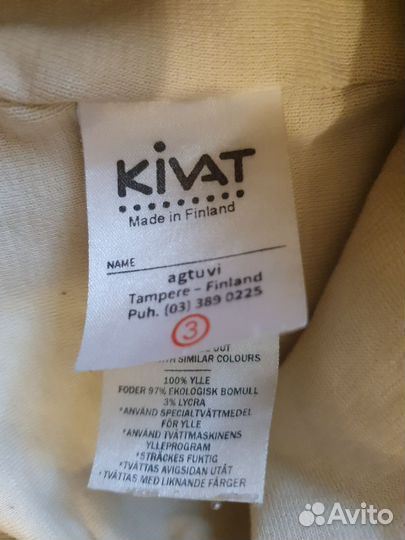 KiVAT
Made in Finland
NAME
agtuvi
Tampere – Finland
Puh. (03) 389 0225
3
OUT
WITH SIMILAR COLOURS
100% YLLE
FODER 97% EKOLOGISK BOMULL
3% LYCRA
*ANVÄND SPECIALTVÄTTMEDEL
FÖR YLLE
*ANVÄND TVÄTTMASKINENS
YLLEPROGRAM
*STRÄCKES FUKTIG
*TVÄTTAS AVIGSIDAN UTÅT
*TVÄTTAS MED LIKNANDE FÄRGER
Avito